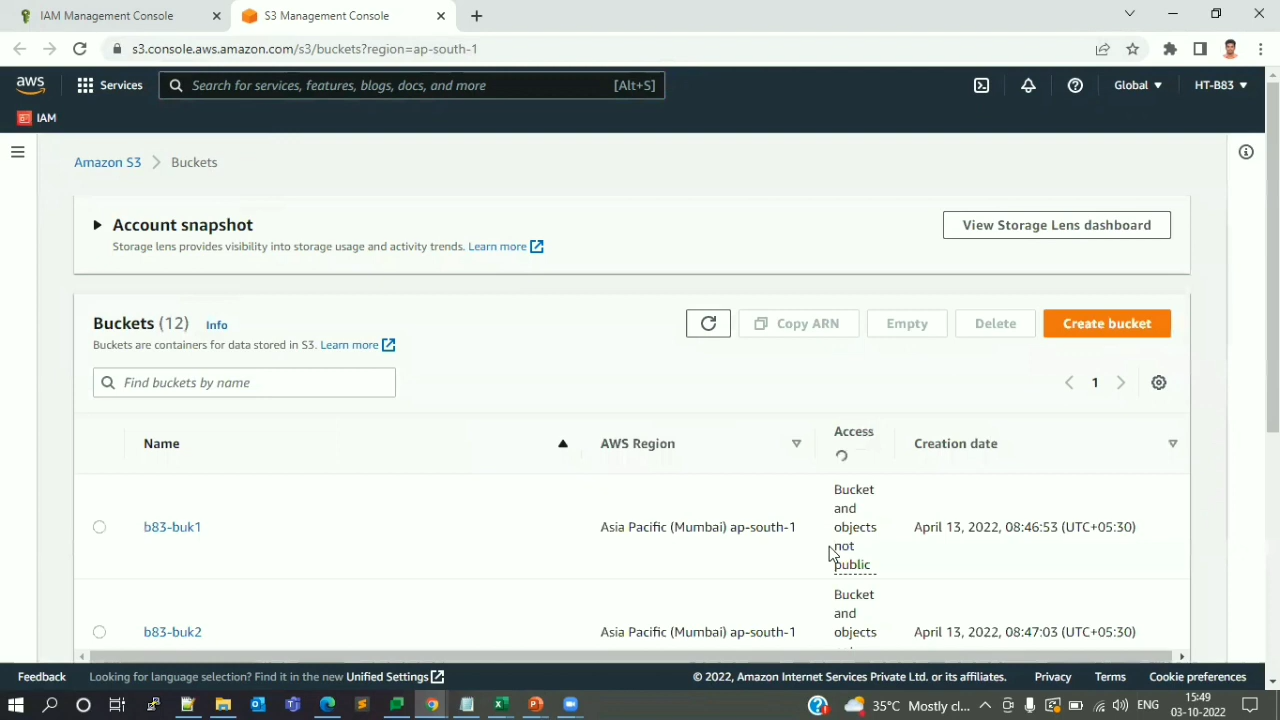 IAM Management Console
S3 Management Console
s3.console.aws.amazon.com/s3/buckets?region=ap-south-1
aws
Services
Search for services, features, blogs, docs, and more
[Alt+S]
Global
HT-B83
IAM
Amazon S3
Buckets
Account snapshot
Storage lens provides visibility into storage usage and activity trends. Learn more
View Storage Lens dashboard
Buckets (12) Info
Buckets are containers for data stored in S3. Learn more
Copy ARN
Empty
Delete
Create bucket
Find buckets by name
1
Name
AWS Region
Access
Creation date
b83-buk1
Asia Pacific (Mumbai) ap-south-1
Bucket
and
objects
not
public
April 13, 2022, 08:46:53 (UTC+05:30)
b83-buk2
Asia Pacific (Mumbai) ap-south-1
Bucket
and
objects
April 13, 2022, 08:47:03 (UTC+05:30)
Feedback
Looking for language selection? Find it in the new Unified Settings
© 2022, Amazon Internet Services Private Ltd. or its affiliates.
Privacy
Terms
Cookie preferences
35°C Mostly cl...
ENG
15:49
03-10-2022